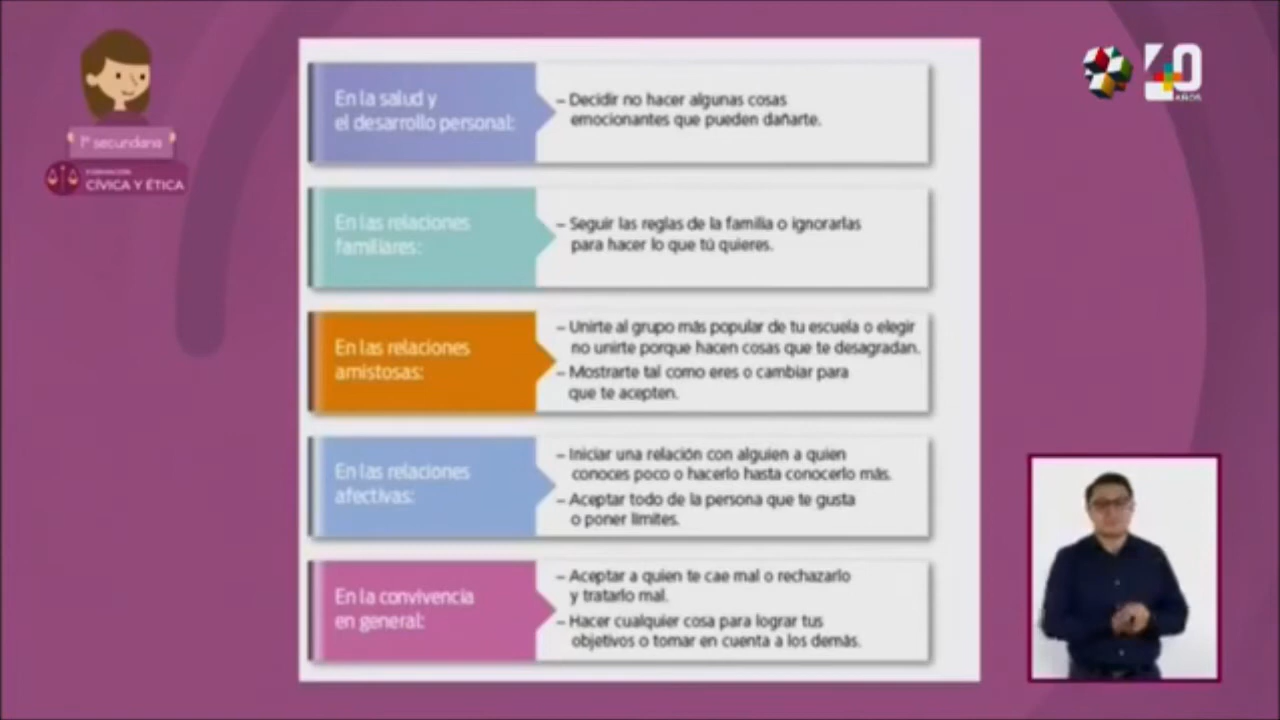 1º secundaria
FORMACIÓN
CÍVICA Y ÉTICA
40
AÑOS
En la salud y
el desarrollo personal:
– Decidir no hacer algunas cosas
emocionantes que pueden dañarte.
En las relaciones
familiares:
– Seguir las reglas de la familia o ignorarlas
para hacer lo que tú quieres.
En las relaciones
amistosas:
– Unirte al grupo más popular de tu escuela o elegir
no unirte porque hacen cosas que te desagradan.
– Mostrarte tal como eres o cambiar para
que te acepten.
En las relaciones
afectivas:
– Iniciar una relación con alguien a quien
conoces poco o hacerlo hasta conocerlo más.
– Aceptar todo de la persona que te gusta
o poner límites.
En la convivencia
en general:
– Aceptar a quien te cae mal o rechazarlo
y tratarlo mal.
– Hacer cualquier cosa para lograr tus
objetivos o tomar en cuenta a los demás.